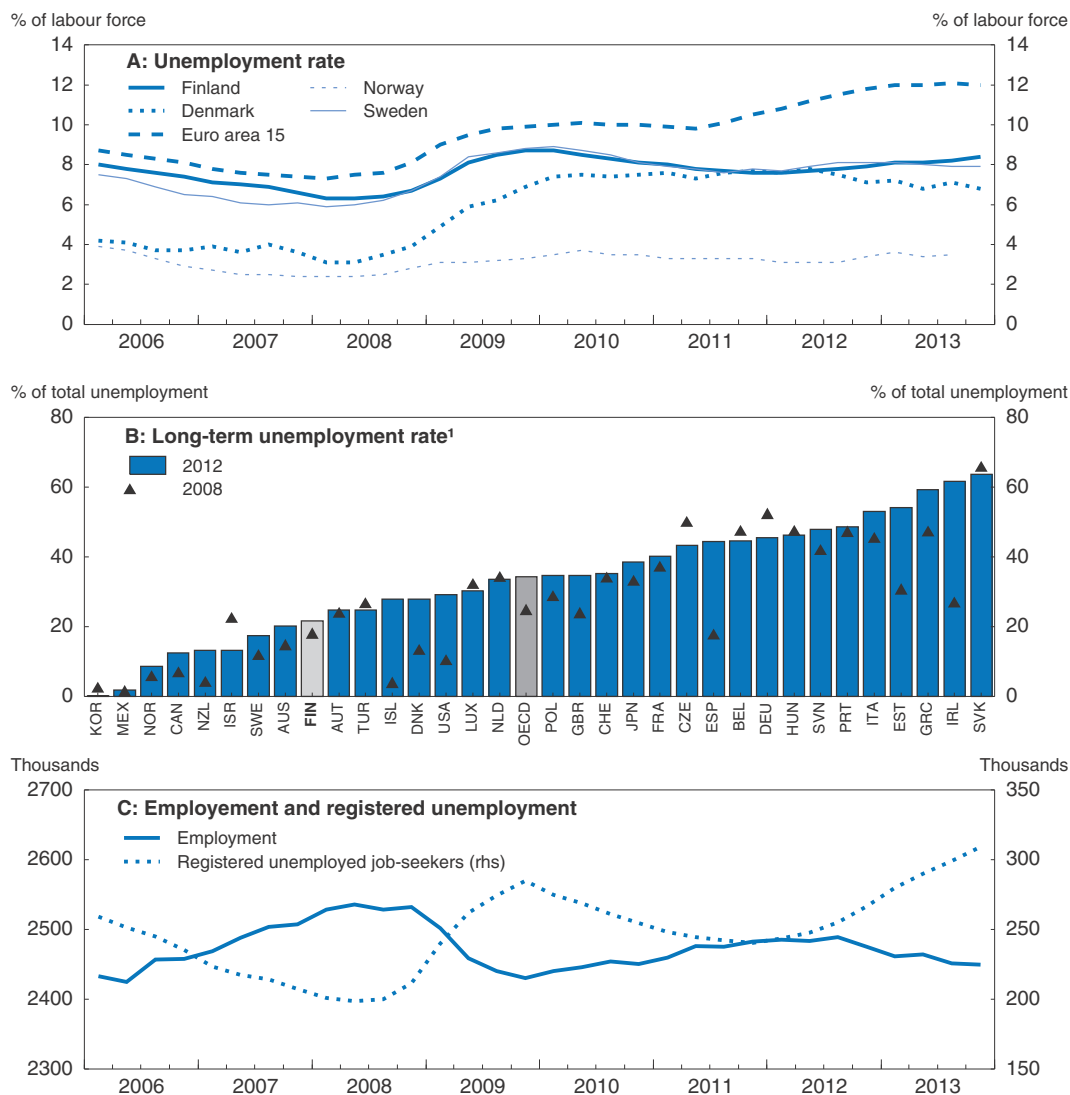 % of labour force % of labour force
14 14
A: Unemployment rate
12 12
Finland Norway
Denmark Sweden
10 10
Euro area 15
8 8
6 6
4 4
2 2
0 0
2006 2007 2008 2009 2010 2011 2012 2013
% of total unemployment % of total unemployment
80 80
B: Long-term unemployment rate¹
2012
2008
60 60
40 40
20 20
0 0
KOR MEX NOR CAN NZL ISR SWE AUS FIN AUT TUR ISL DNK USA LUX NLD OECD POL GBR CHE JPN FRA CZE ESP BEL DEU HUN SVN PRT ITA EST GRC IRL SVK
Thousands Thousands
2700 350
C: Employement and registered unemployment
Employment
Registered unemployed job-seekers (rhs)
2600 300
2500 250
2400 200
2300 150
2006 2007 2008 2009 2010 2011 2012 2013